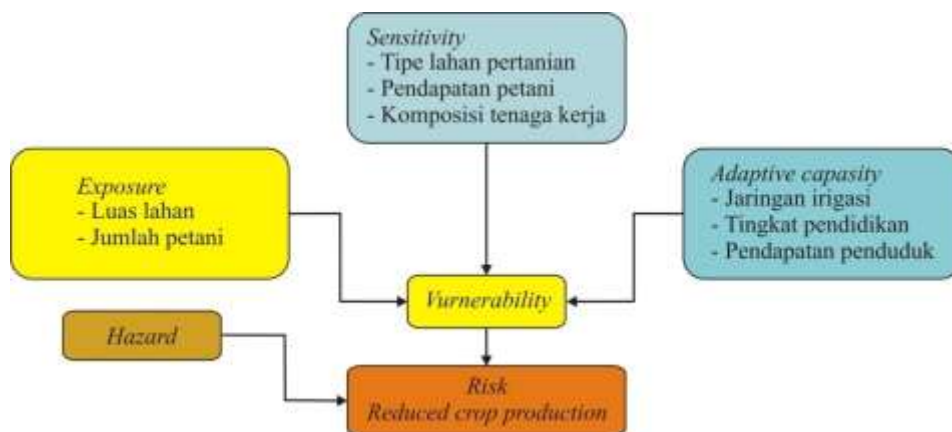 Sensitivity
- Tipe lahan pertanian
- Pendapatan petani
- Komposisi tenaga kerja
Exposure
- Luas lahan
- Jumlah petani
Adaptive capasity
- Jaringan irigasi
- Tingkat pendidikan
- Pendapatan penduduk
Vurnerability
Hazard
Risk
Reduced crop production